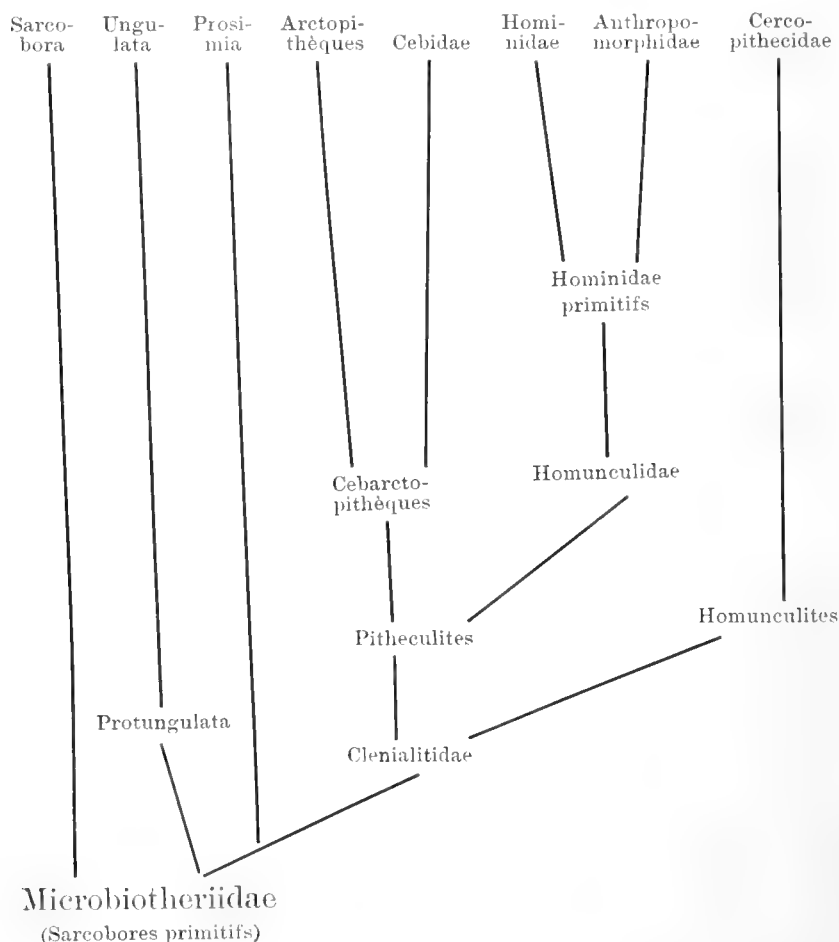 Sarco-
bora
Ungu-
lata
Prosi-
mia
Arctopi-
thèques
Cebidae
Homi-
nidae
Anthropo-
morphidae
Cerco-
pithecidae
Hominidae
primitifs
Cebarcto-
pithèques
Homunculidae
Pitheculites
Homunculites
Protungulata
Clenialitidae
Microbiotheriidae
(Sarcobores primitifs)